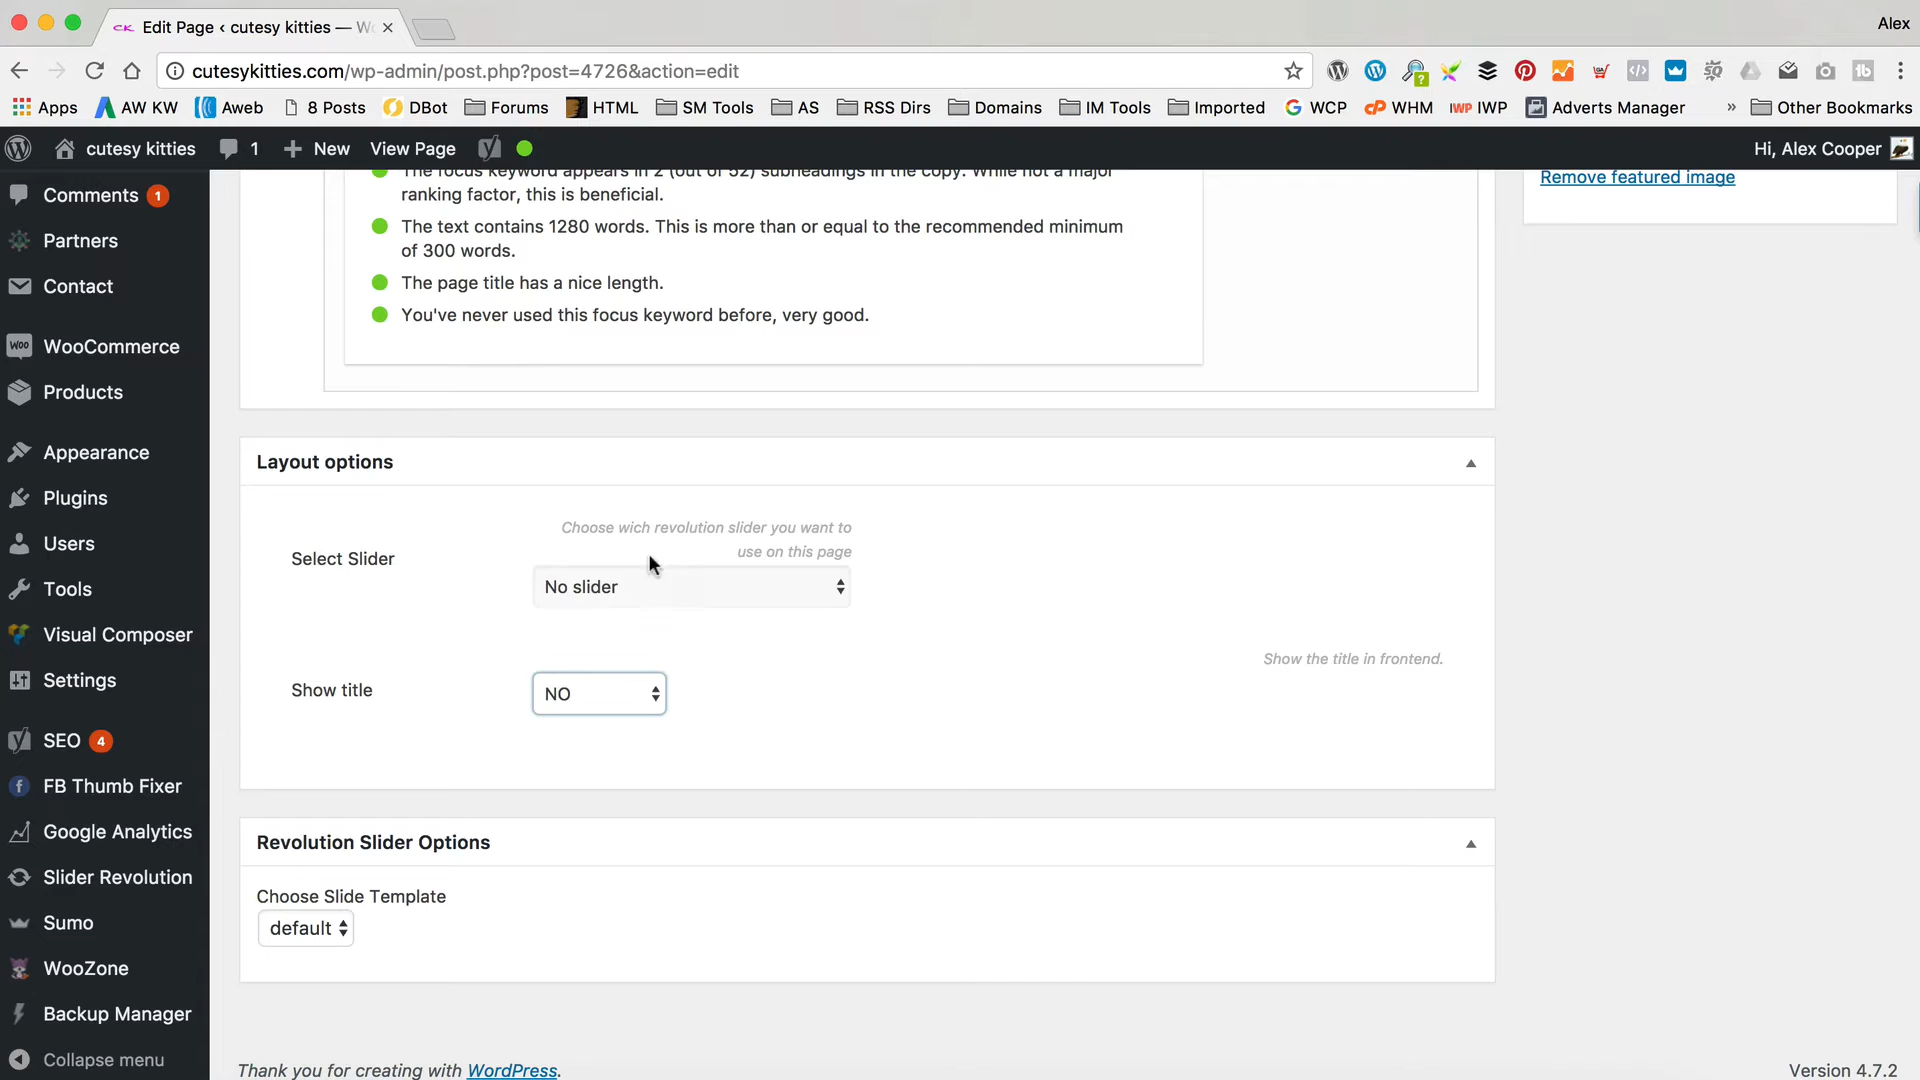 CK Edit Page ‹ cutesy kitties — W
Alex
cutesykitties.com/wp-admin/post.php?post=4726&action=edit
Apps AW KW Aweb 8 Posts DBot Forums HTML SM Tools AS RSS Dirs Domains IM Tools Imported WCP WHM IWP IWP Adverts Manager » Other Bookmarks
cutesy kitties 1 New View Page Hi, Alex Cooper
Comments 1
Partners
Contact
WOO WooCommerce
Products
Appearance
Plugins
Users
Tools
Visual Composer
Settings
SEO 4
FB Thumb Fixer
Google Analytics
Slider Revolution
Sumo
WooZone
Backup Manager
Collapse menu
The focus keyword appears in 2 (out of 52) subheadings in the copy. While not a major
ranking factor, this is beneficial.
The text contains 1280 words. This is more than or equal to the recommended minimum
of 300 words.
The page title has a nice length.
You've never used this focus keyword before, very good.
Remove featured image
Layout options
Select Slider
Choose wich revolution slider you want to
use on this page
No slider
Show the title in frontend.
Show title
NO
Revolution Slider Options
Choose Slide Template
default
Thank you for creating with WordPress.
Version 4.7.2